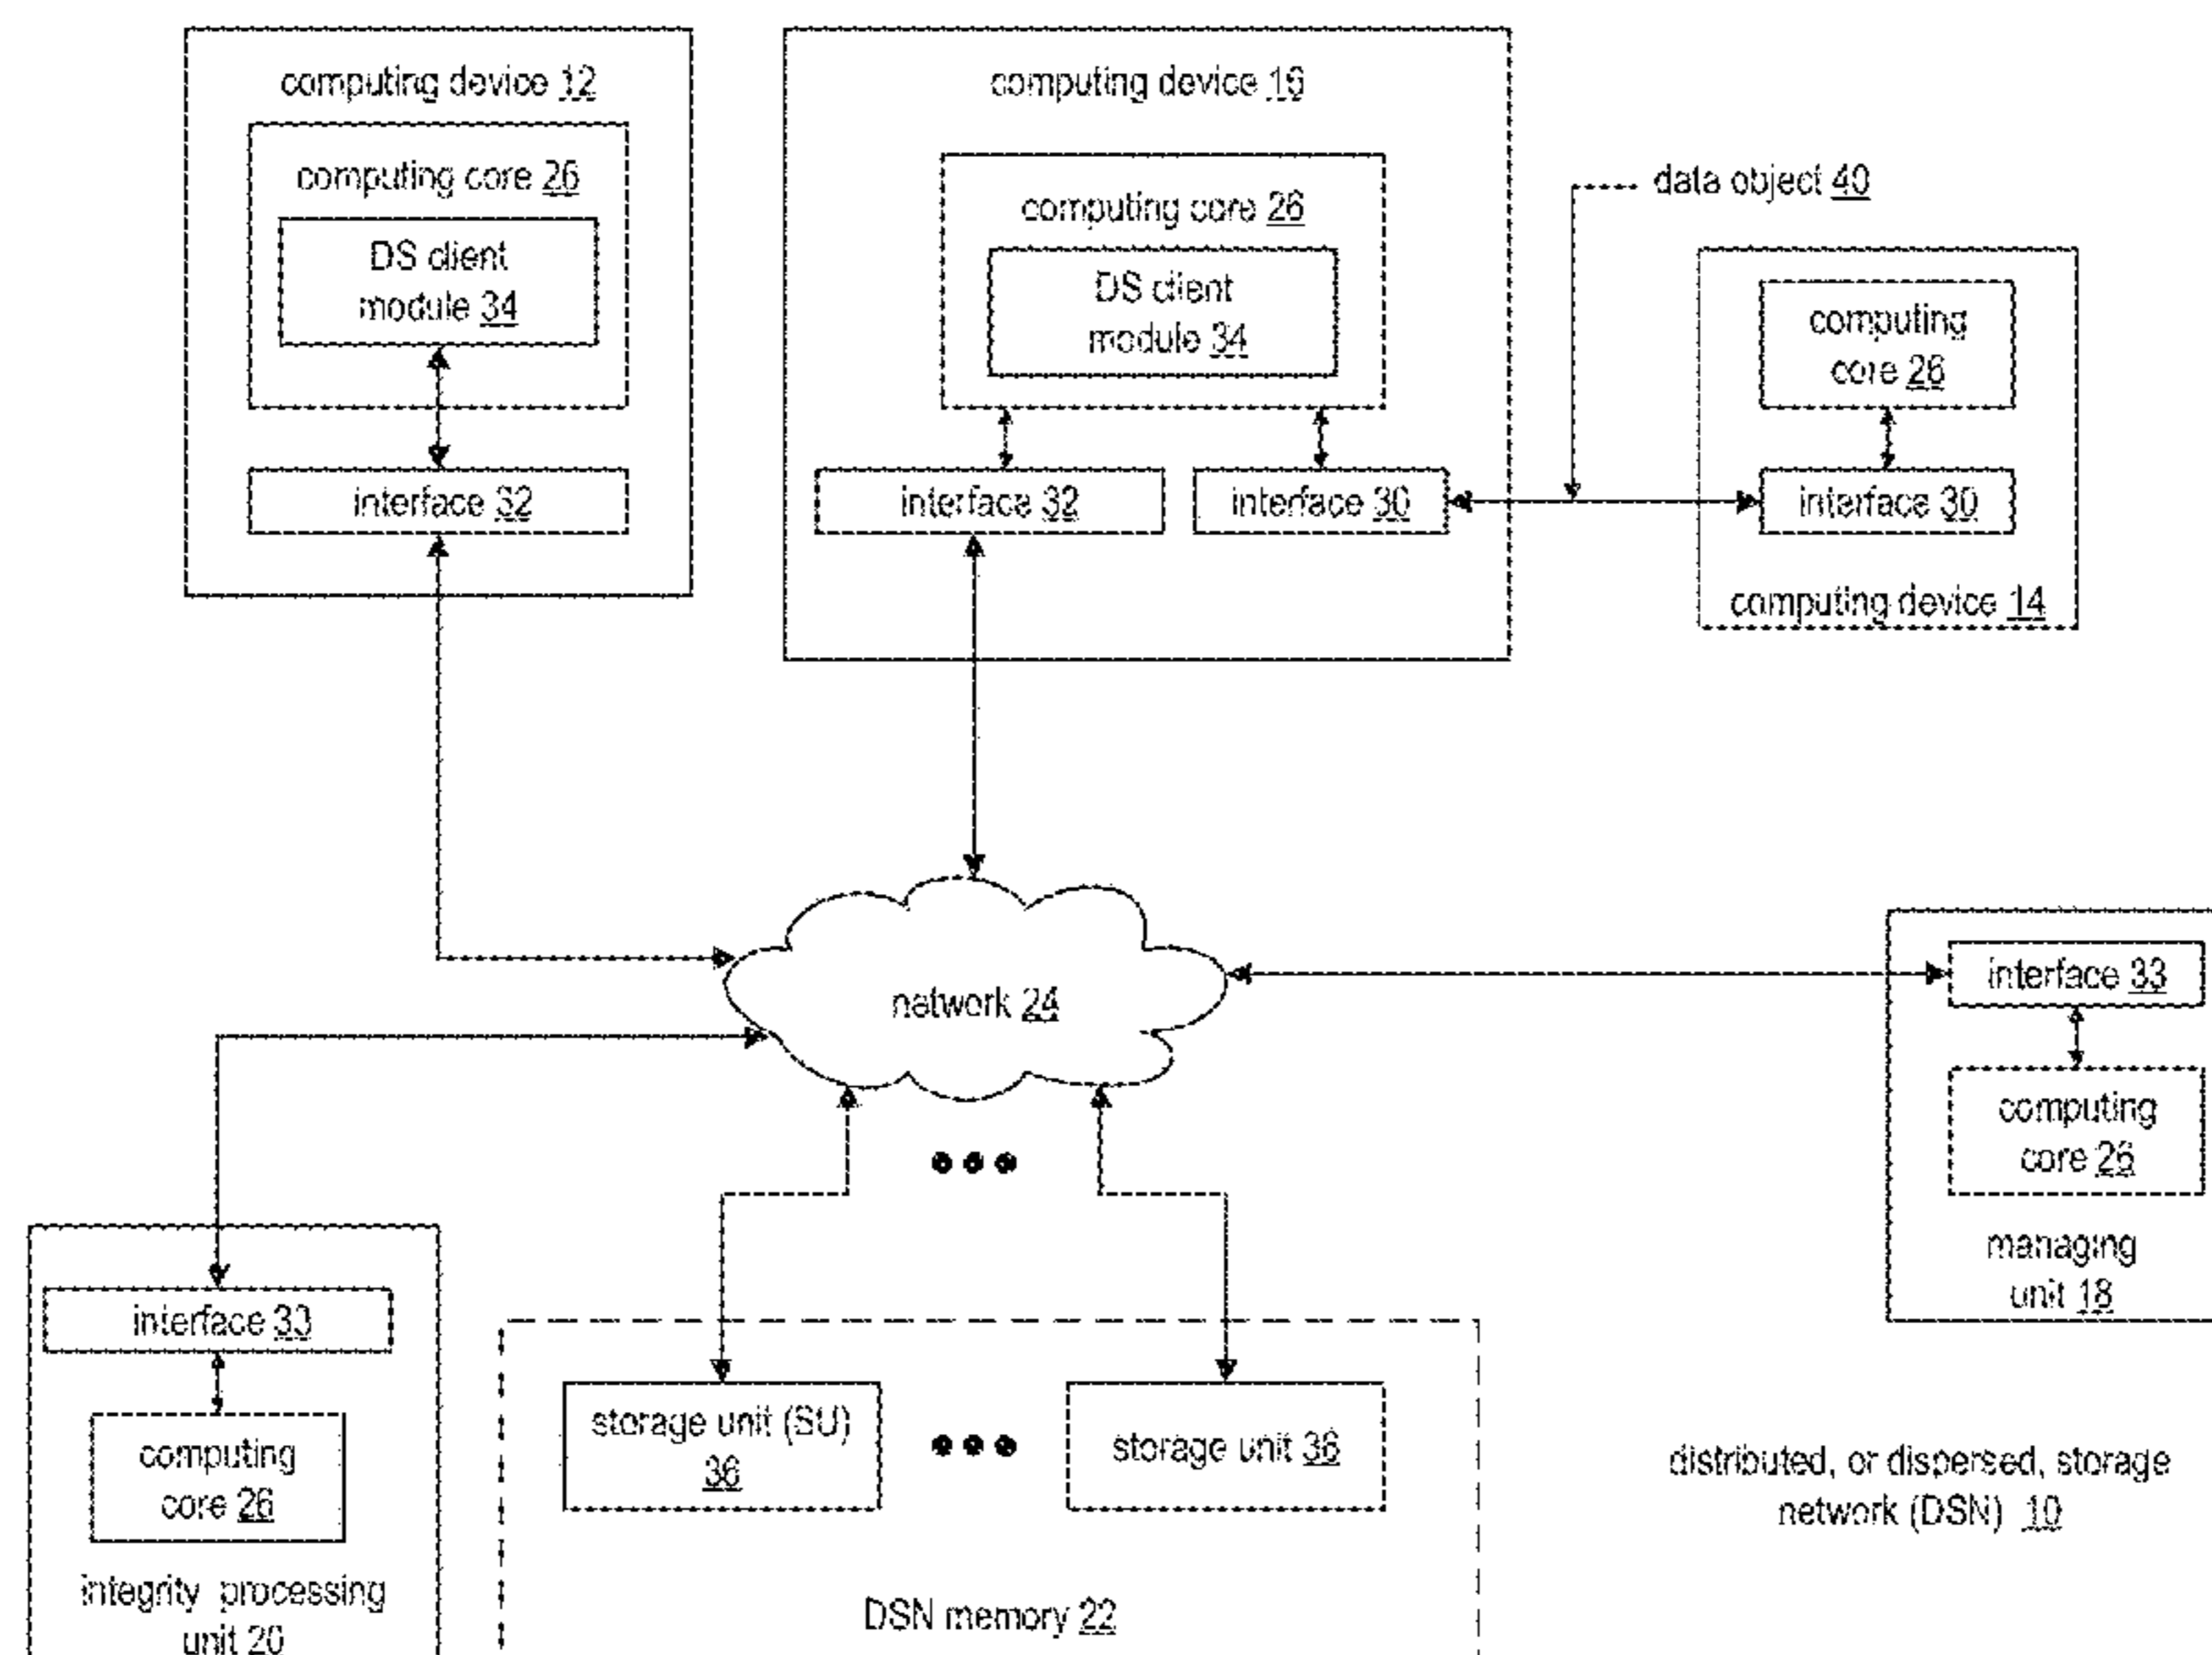 computing device 12
computing core 26
DS client
module 34
interface 32
computing device 16
computing core 26
DS client
module 34
interface 32
interface 30
data object 40
computing
core 26
interface 30
computing device 14
network 24
interface 33
computing
core 26
managing
unit 18
interface 33
computing
core 26
integrity processing
unit 20
storage unit (SU)
36
storage unit 36
DSN memory 22
distributed, or dispersed, storage
network (DSN) 10